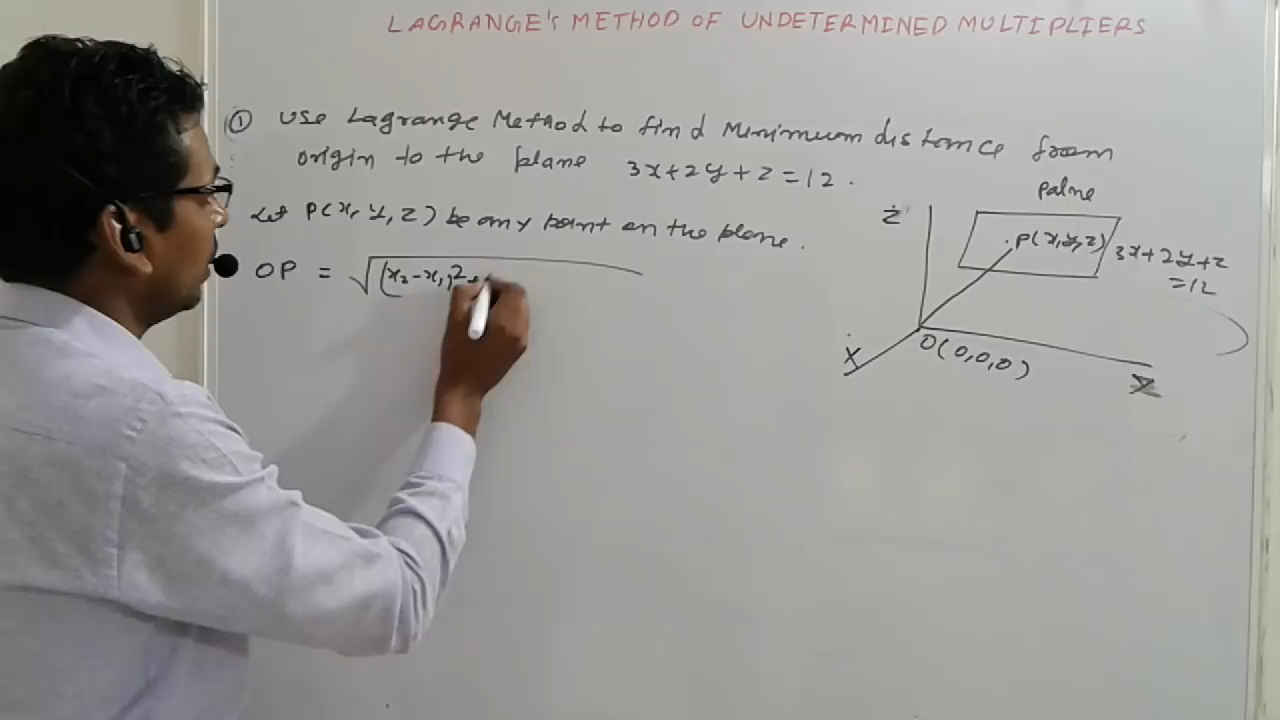 LAGRANGE'S METHOD OF UNDETERMINED MULTIPLIERS
① Use Lagrange Method to find Minimum distance from
origin to the plane 3x+2y+z=12.
Let P(x, y, z) be any point on the plane.
OP = √(x₂-x₁)²+
palne
Z
P(x,y,z)
3x+2y+z
=12
O(0,0,0)
X